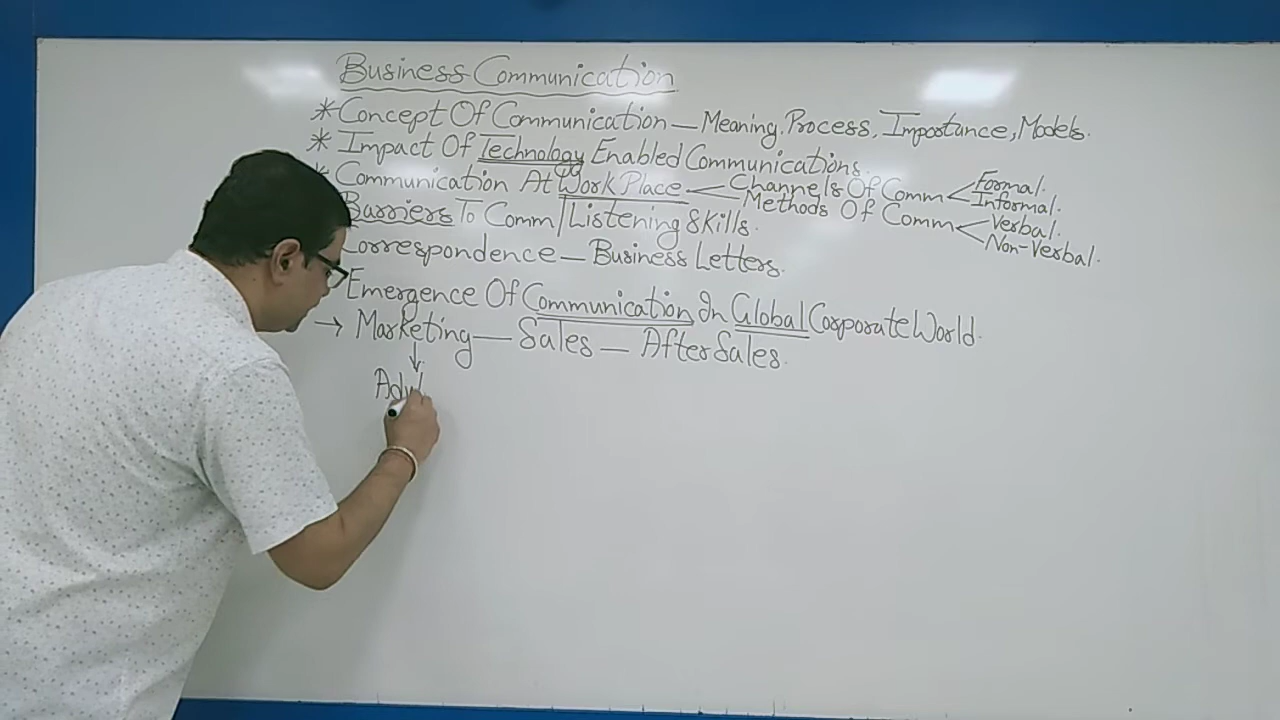 Business Communication
* Concept Of Communication — Meaning, Process, Importance, Models.
* Impact Of Technology Enabled Communications.
* Communication At Work Place. Channels Of Comm Formal. Informal.
Methods Of Comm Verbal. Non-Verbal.
Barriers To Comm/Listening Skills.
Correspondence — Business Letters.
Emergence Of Communication In Global Corporate World.
→ Marketing — Sales — After Sales.
↓